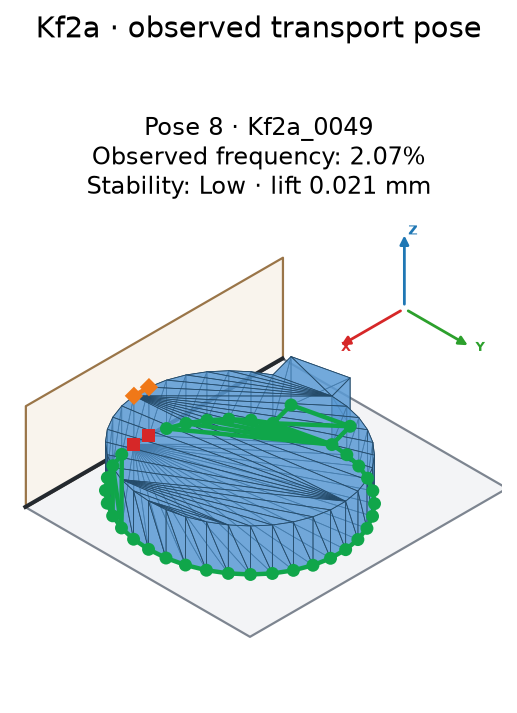 Kf2a · observed transport pose
Pose 8 · Kf2a_0049
Observed frequency: 2.07%
Stability: Low · lift 0.021 mm
Z
X
Y